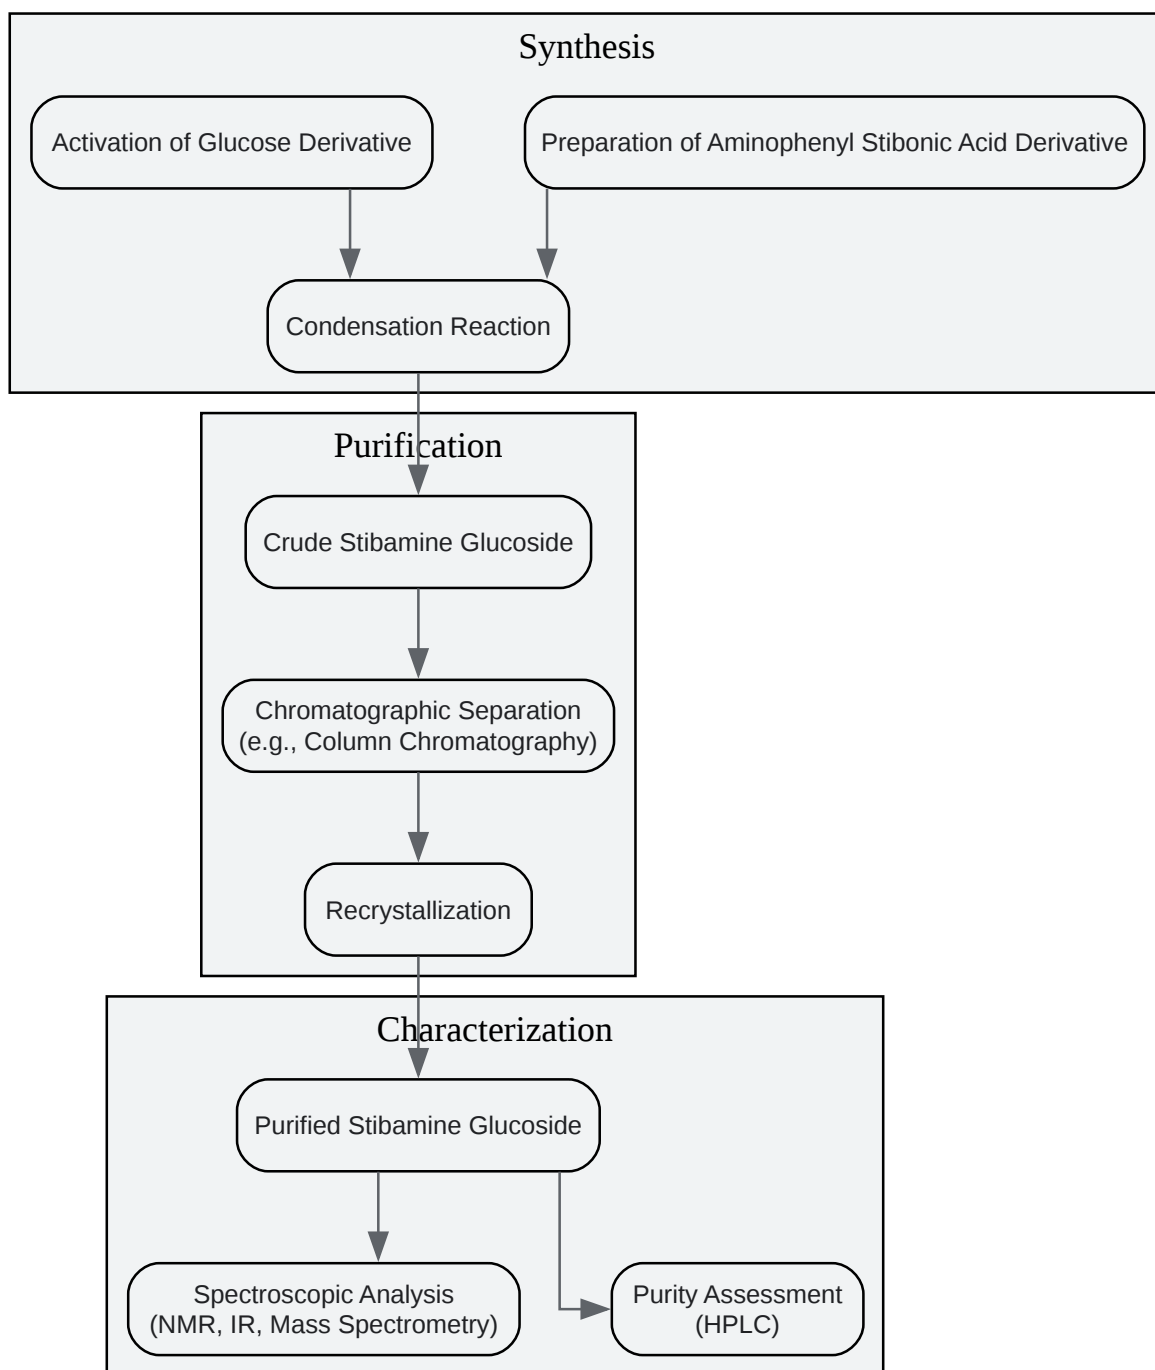 Synthesis
Activation of Glucose Derivative
Preparation of Aminophenyl Stibonic Acid Derivative
Condensation Reaction
Purification
Crude Stibamine Glucoside
Chromatographic Separation
(e.g., Column Chromatography)
Recrystallization
Characterization
Purified Stibamine Glucoside
Spectroscopic Analysis
(NMR, IR, Mass Spectrometry)
Purity Assessment
(HPLC)